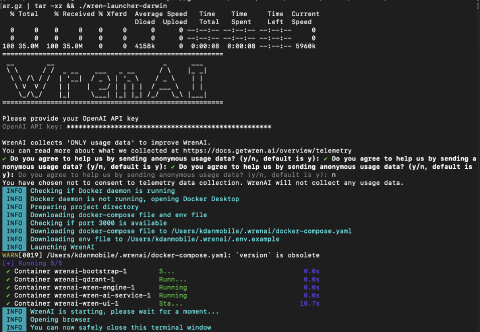 ar.gz | tar -xz && ./wren-launcher-darwin
% Total % Received % Xferd Average Speed Time Time Time Current
Dload Upload Total Spent Left Speed
0 0 0 0 0 0 0 0 --:--:-- --:--:-- --:--:-- 0
0 0 0 0 0 0 0 0 --:--:-- --:--:-- --:--:-- 0
100 35.0M 100 35.0M 0 0 4158k 0 0:00:08 0:00:08 --:--:-- 5960k
WrenAI
Please provide your OpenAI API key
OpenAI API key: ***************************************************
WrenAI collects 'ONLY usage data' to improve WrenAI.
You can read more about what we collected at https://docs.getwren.ai/overview/telemetry
✔ Do you agree to help us by sending anonymous usage data? (y/n, default is y): ✔ Do you agree to help us by sending a
nonymous usage data? (y/n, default is y): ✔ Do you agree to help us by sending anonymous usage data? (y/n, default is
y): Do you agree to help us by sending anonymous usage data? (y/n, default is y): n
You have chosen not to consent to telemetry data collection. WrenAI will not collect any usage data.
INFO Checking if Docker daemon is running
INFO Docker daemon is not running, opening Docker Desktop
INFO Preparing project directory
INFO Downloading docker-compose file and env file
INFO Checking if port 3000 is available
INFO Downloading docker-compose file to /Users/kdanmobile/.wrenai/docker-compose.yaml
INFO Downloading env file to /Users/kdanmobile/.wrenai/.env.example
INFO Launching WrenAI
WARN[0019] /Users/kdanmobile/.wrenai/docker-compose.yaml: `version` is obsolete
[+] Running 5/5
✔ Container wrenai-bootstrap-1 S... 0.0s
✔ Container wrenai-qdrant-1 Runn... 0.0s
✔ Container wrenai-wren-engine-1 Running 0.0s
✔ Container wrenai-wren-ai-service-1 Running 0.0s
✔ Container wrenai-wren-ui-1 Sta... 10.7s
INFO WrenAI is starting, please wait for a moment...
INFO Opening browser
INFO You can now safely close this terminal window